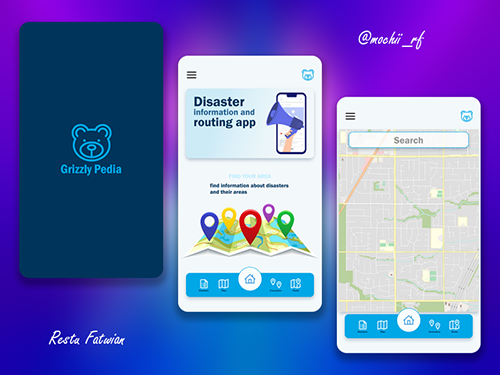 @mochii_rf
Grizzly Pedia
Disaster
information and
routing app
FIND YOUR AREA
find information about disasters
and their areas
Search
Restu Fatwian